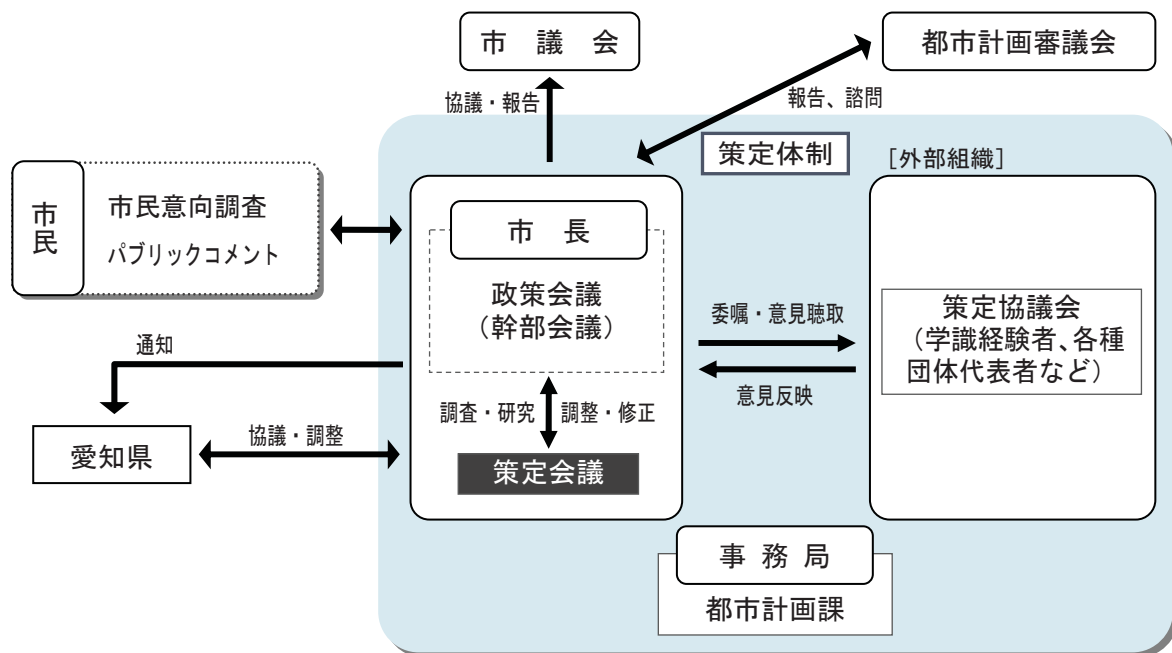 市 議 会
都市計画審議会
協議・報告
報告、諮問
策定体制
［外部組織］
市民
市民意向調査
パブリックコメント
市 長
政策会議
（幹部会議）
策定協議会
（学識経験者、各種
団体代表者など）
委嘱・意見聴取
意見反映
通知
調査・研究
調整・修正
愛知県
協議・調整
策定会議
事 務 局
都市計画課